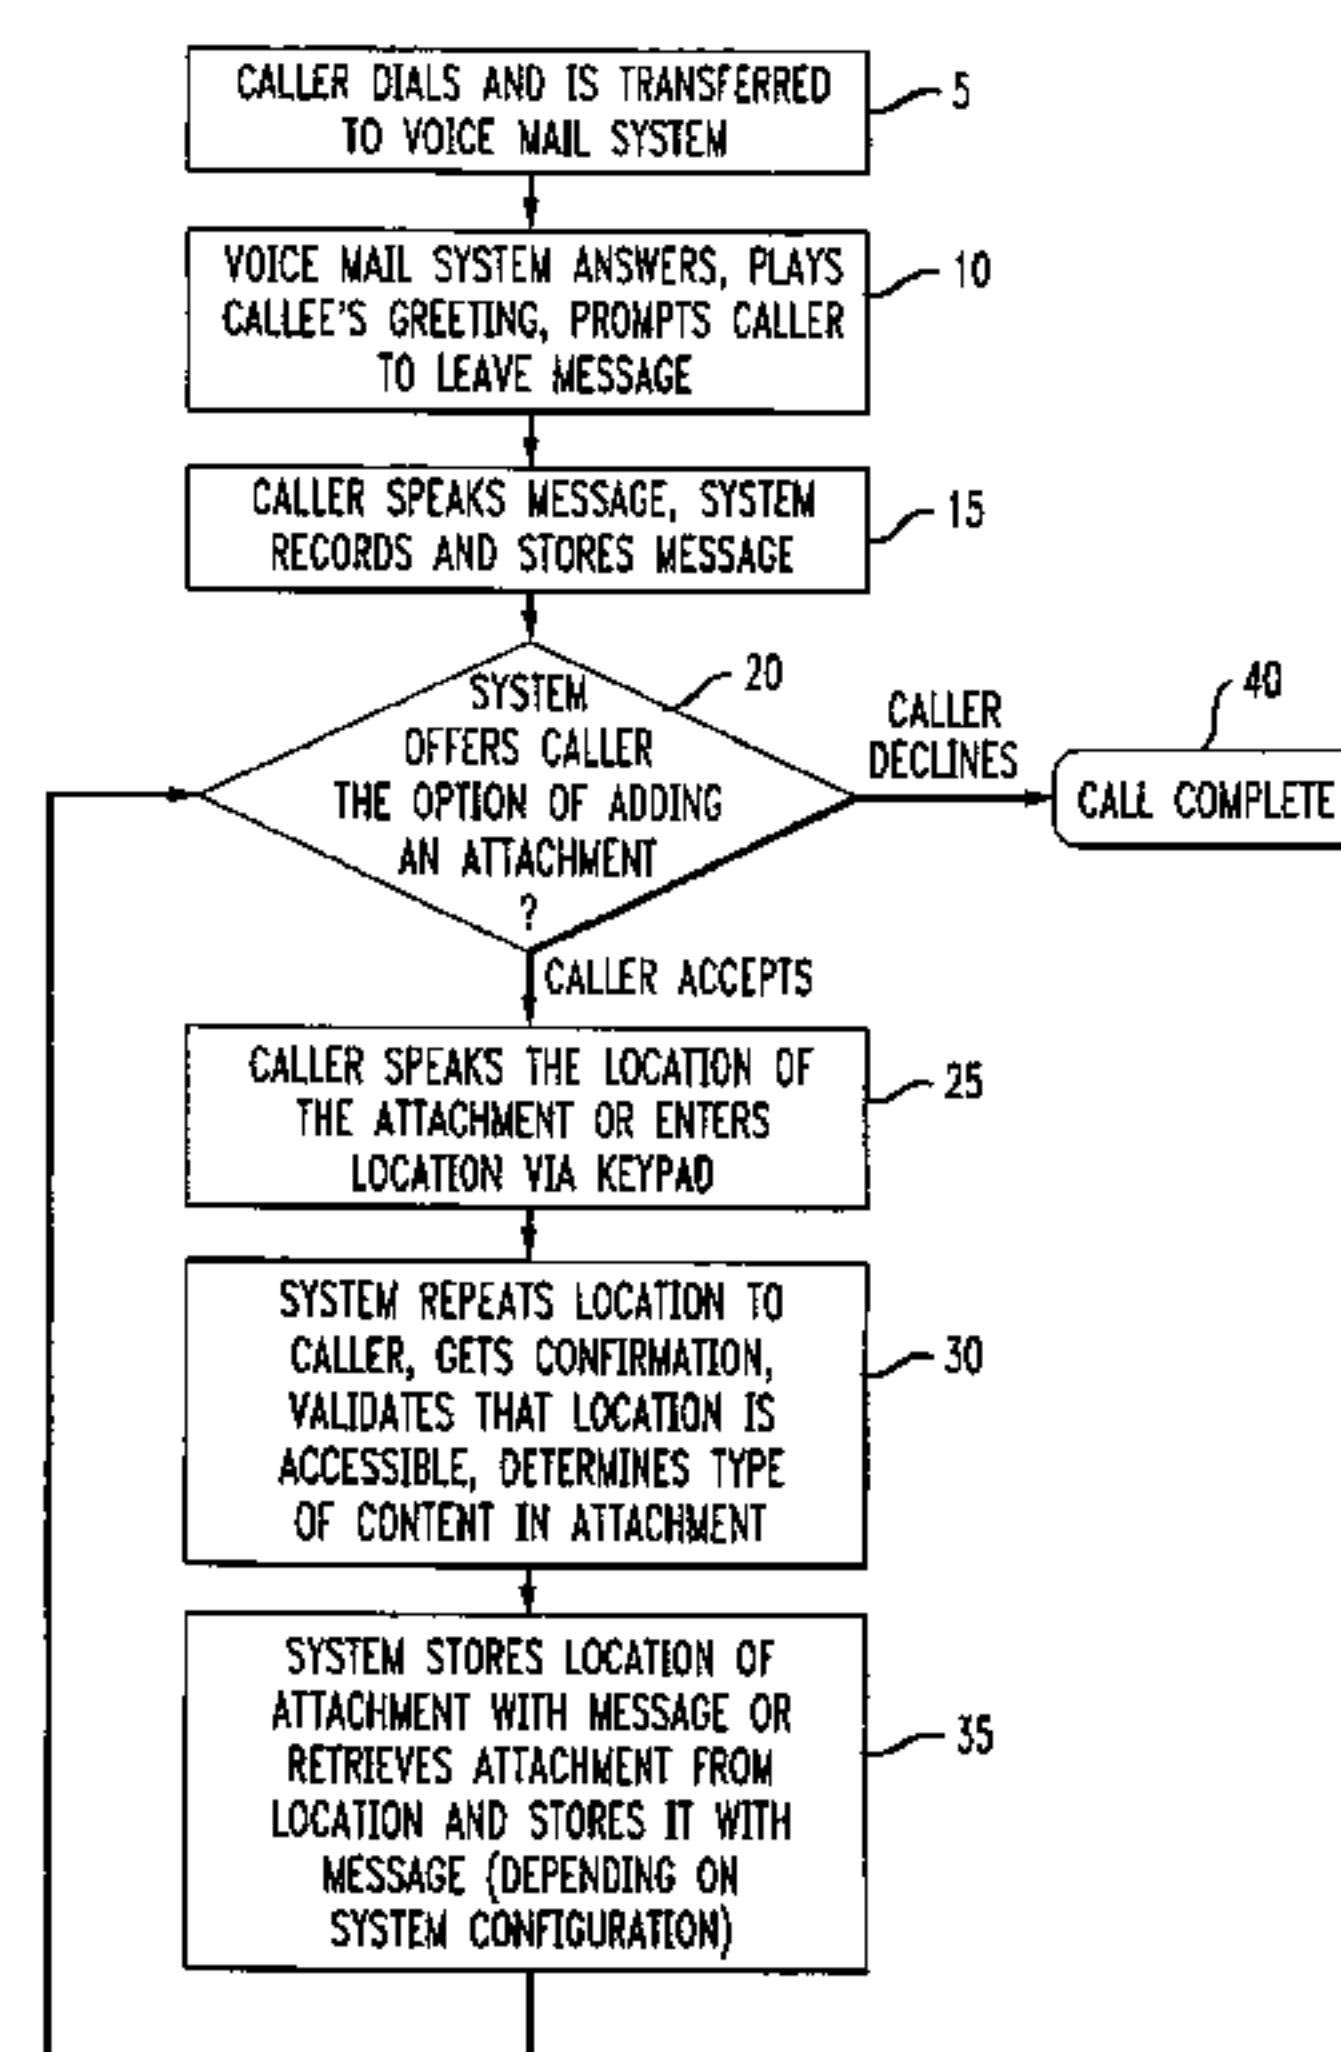 CALLER DIALS AND IS TRANSFERRED
TO VOICE MAIL SYSTEM
5
VOICE MAIL SYSTEM ANSWERS, PLAYS
CALLEE'S GREETING, PROMPTS CALLER
TO LEAVE MESSAGE
10
CALLER SPEAKS MESSAGE, SYSTEM
RECORDS AND STORES MESSAGE
15
SYSTEM
OFFERS CALLER
THE OPTION OF ADDING
AN ATTACHMENT
?
20
CALLER
DECLINES
40
CALL COMPLETE
CALLER ACCEPTS
CALLER SPEAKS THE LOCATION OF
THE ATTACHMENT OR ENTERS
LOCATION VIA KEYPAD
25
SYSTEM REPEATS LOCATION TO
CALLER, GETS CONFIRMATION,
VALIDATES THAT LOCATION IS
ACCESSIBLE, DETERMINES TYPE
OF CONTENT IN ATTACHMENT
30
SYSTEM STORES LOCATION OF
ATTACHMENT WITH MESSAGE OR
RETRIEVES ATTACHMENT FROM
LOCATION AND STORES IT WITH
MESSAGE (DEPENDING ON
SYSTEM CONFIGURATION)
35